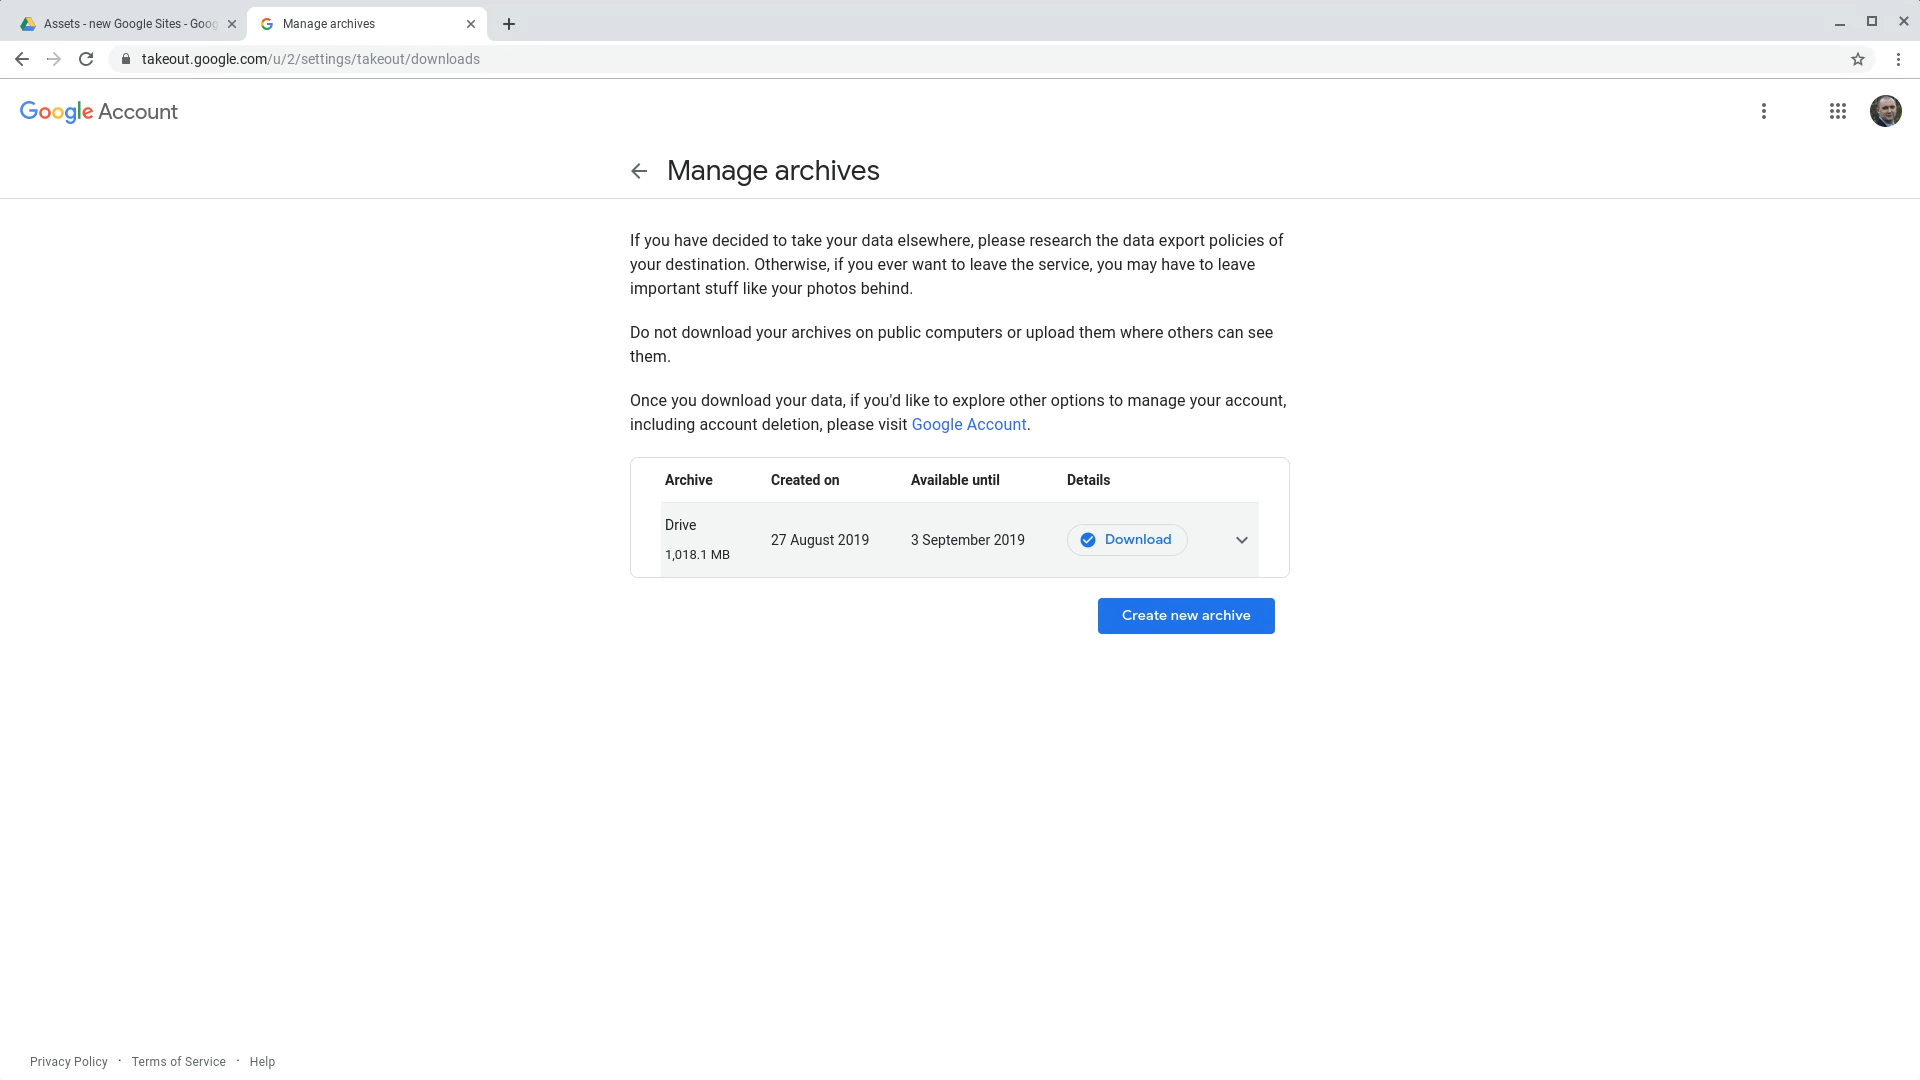 Assets - new Google Sites - Goog
Manage archives
takeout.google.com/u/2/settings/takeout/downloads
Google Account
Manage archives
If you have decided to take your data elsewhere, please research the data export policies of
your destination. Otherwise, if you ever want to leave the service, you may have to leave
important stuff like your photos behind.
Do not download your archives on public computers or upload them where others can see
them.
Once you download your data, if you'd like to explore other options to manage your account,
including account deletion, please visit Google Account.
Archive Created on Available until Details
Drive
1,018.1 MB
27 August 2019 3 September 2019 Download
Create new archive
Privacy Policy · Terms of Service · Help